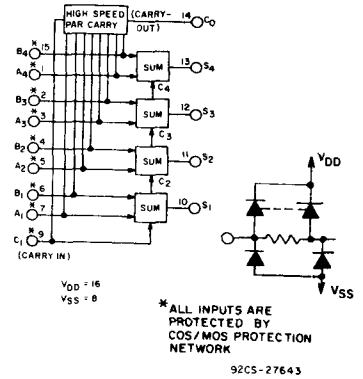 HIGH SPEED
PAR CARRY
(CARRY-
OUT)
14
C0
* 15
B4
* 1
A4
SUM
13
S4
C4
* 2
B3
* 3
A3
SUM
12
S3
C3
* 4
B2
* 5
A2
SUM
11
S2
C2
* 6
B1
* 7
A1
SUM
10
S1
* 9
C1
(CARRY IN)
VDD = 16
VSS = 8
VDD
VSS
*ALL INPUTS ARE
PROTECTED BY
COS/MOS PROTECTION
NETWORK
92CS-27643